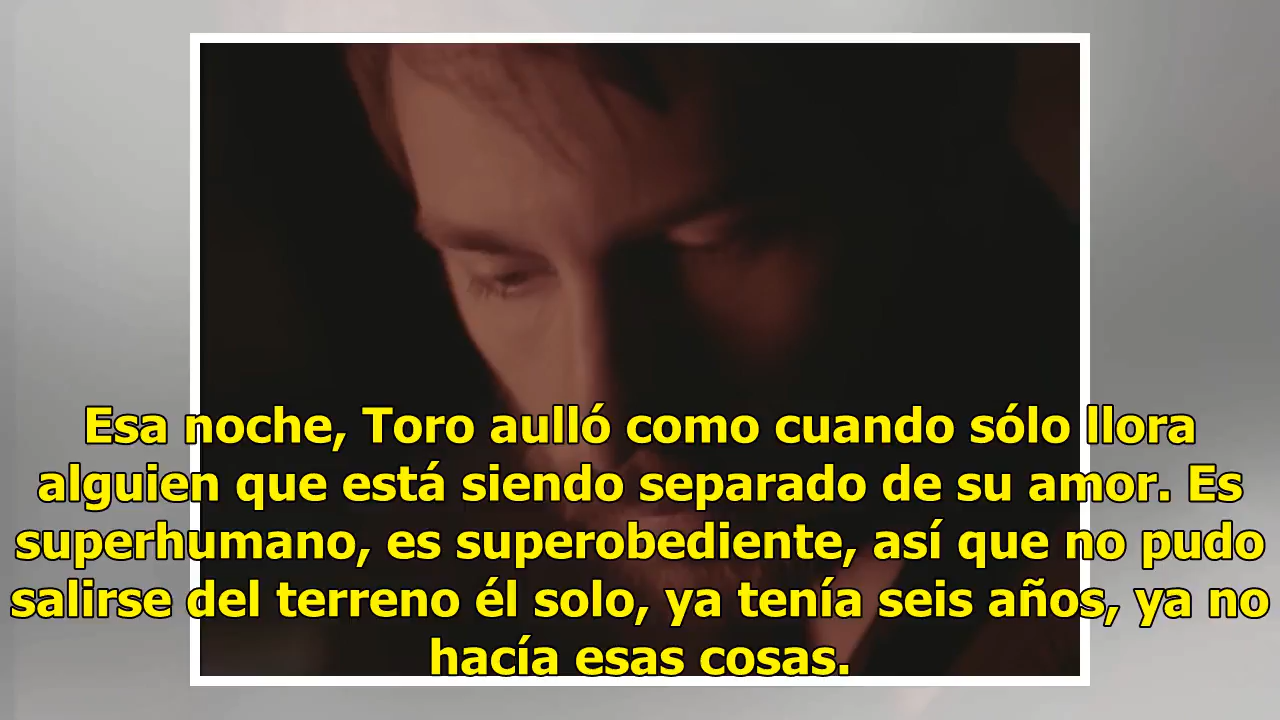 Esa noche, Toro aulló como cuando sólo llora
alguien que está siendo separado de su amor. Es
superhumano, es superobediente, así que no pudo
salirse del terreno él solo, ya tenía seis años, ya no
hacía esas cosas.